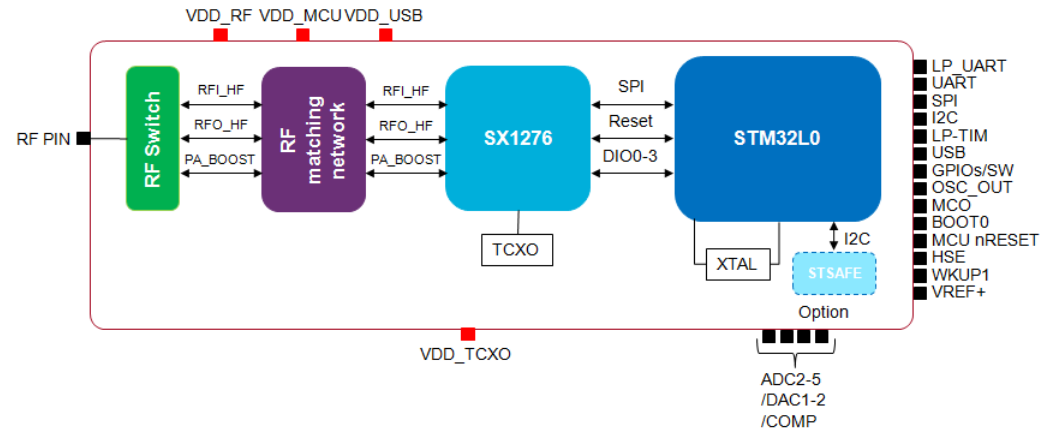 VDD_RF VDD_MCU VDD_USB
RF PIN
RF Switch
RFI_HF
RFO_HF
PA_BOOST
RF
matching
network
RFI_HF
RFO_HF
PA_BOOST
SX1276
TCXO
SPI
Reset
DIO0-3
STM32L0
XTAL
I2C
STSAFE
Option
LP_UART
UART
SPI
I2C
LP-TIM
USB
GPIOs/SW
OSC_OUT
MCO
BOOT0
MCU nRESET
HSE
WKUP1
VREF+
VDD_TCXO
ADC2-5
/DAC1-2
/COMP